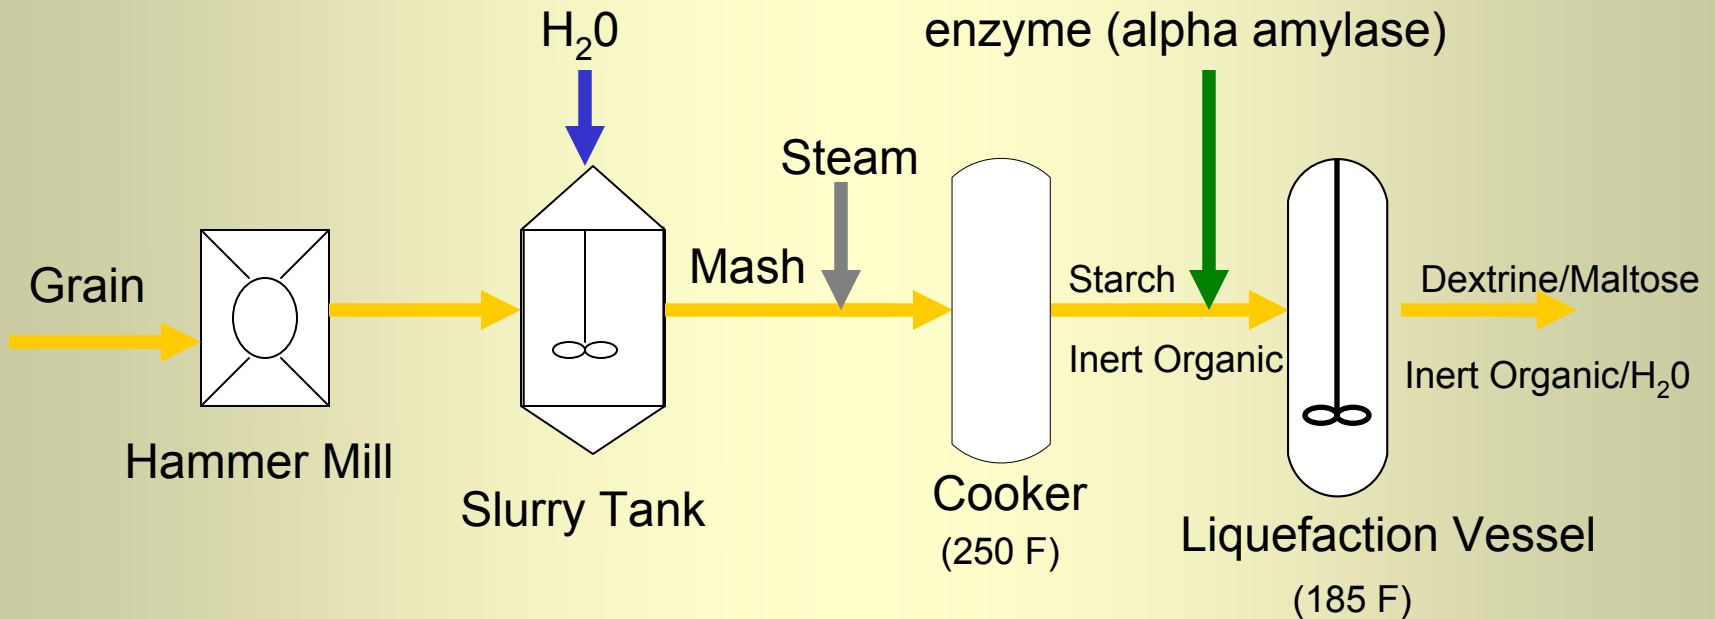 H₂0
enzyme (alpha amylase)
Steam
Grain
Mash
Starch
Dextrine/Maltose
Inert Organic
Inert Organic/H₂0
Hammer Mill
Slurry Tank
Cooker
(250 F)
Liquefaction Vessel
(185 F)